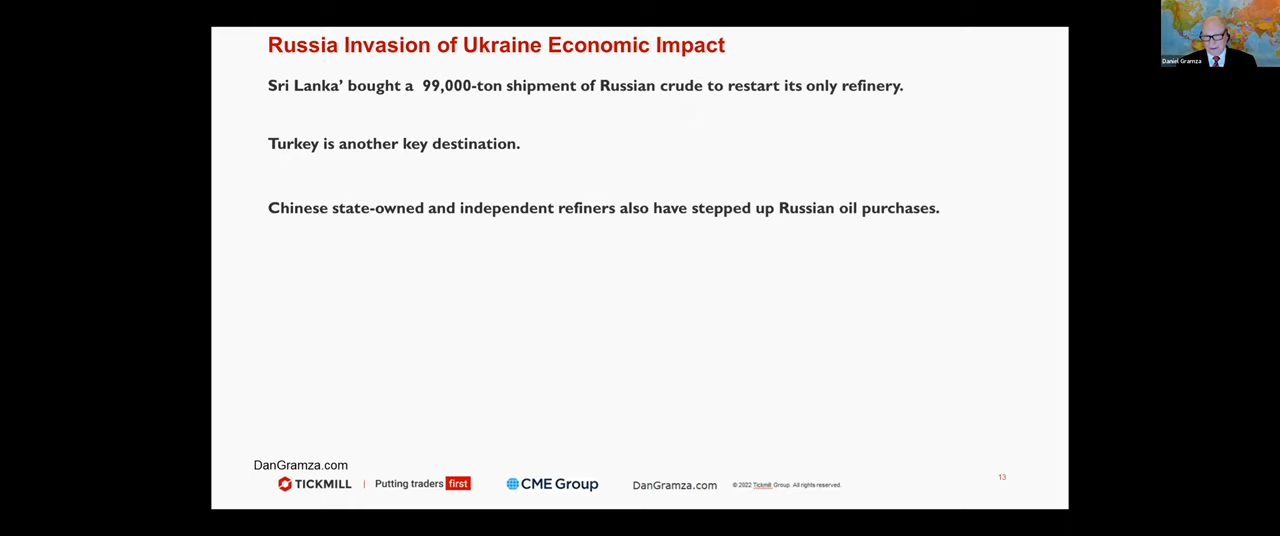 Russia Invasion of Ukraine Economic Impact
Daniel Gramza
Sri Lanka’ bought a 99,000-ton shipment of Russian crude to restart its only refinery.
Turkey is another key destination.
Chinese state-owned and independent refiners also have stepped up Russian oil purchases.
DanGramza.com
TICKMILL | Putting traders first CME Group DanGramza.com © 2022 Tickmill Group. All rights reserved.
13